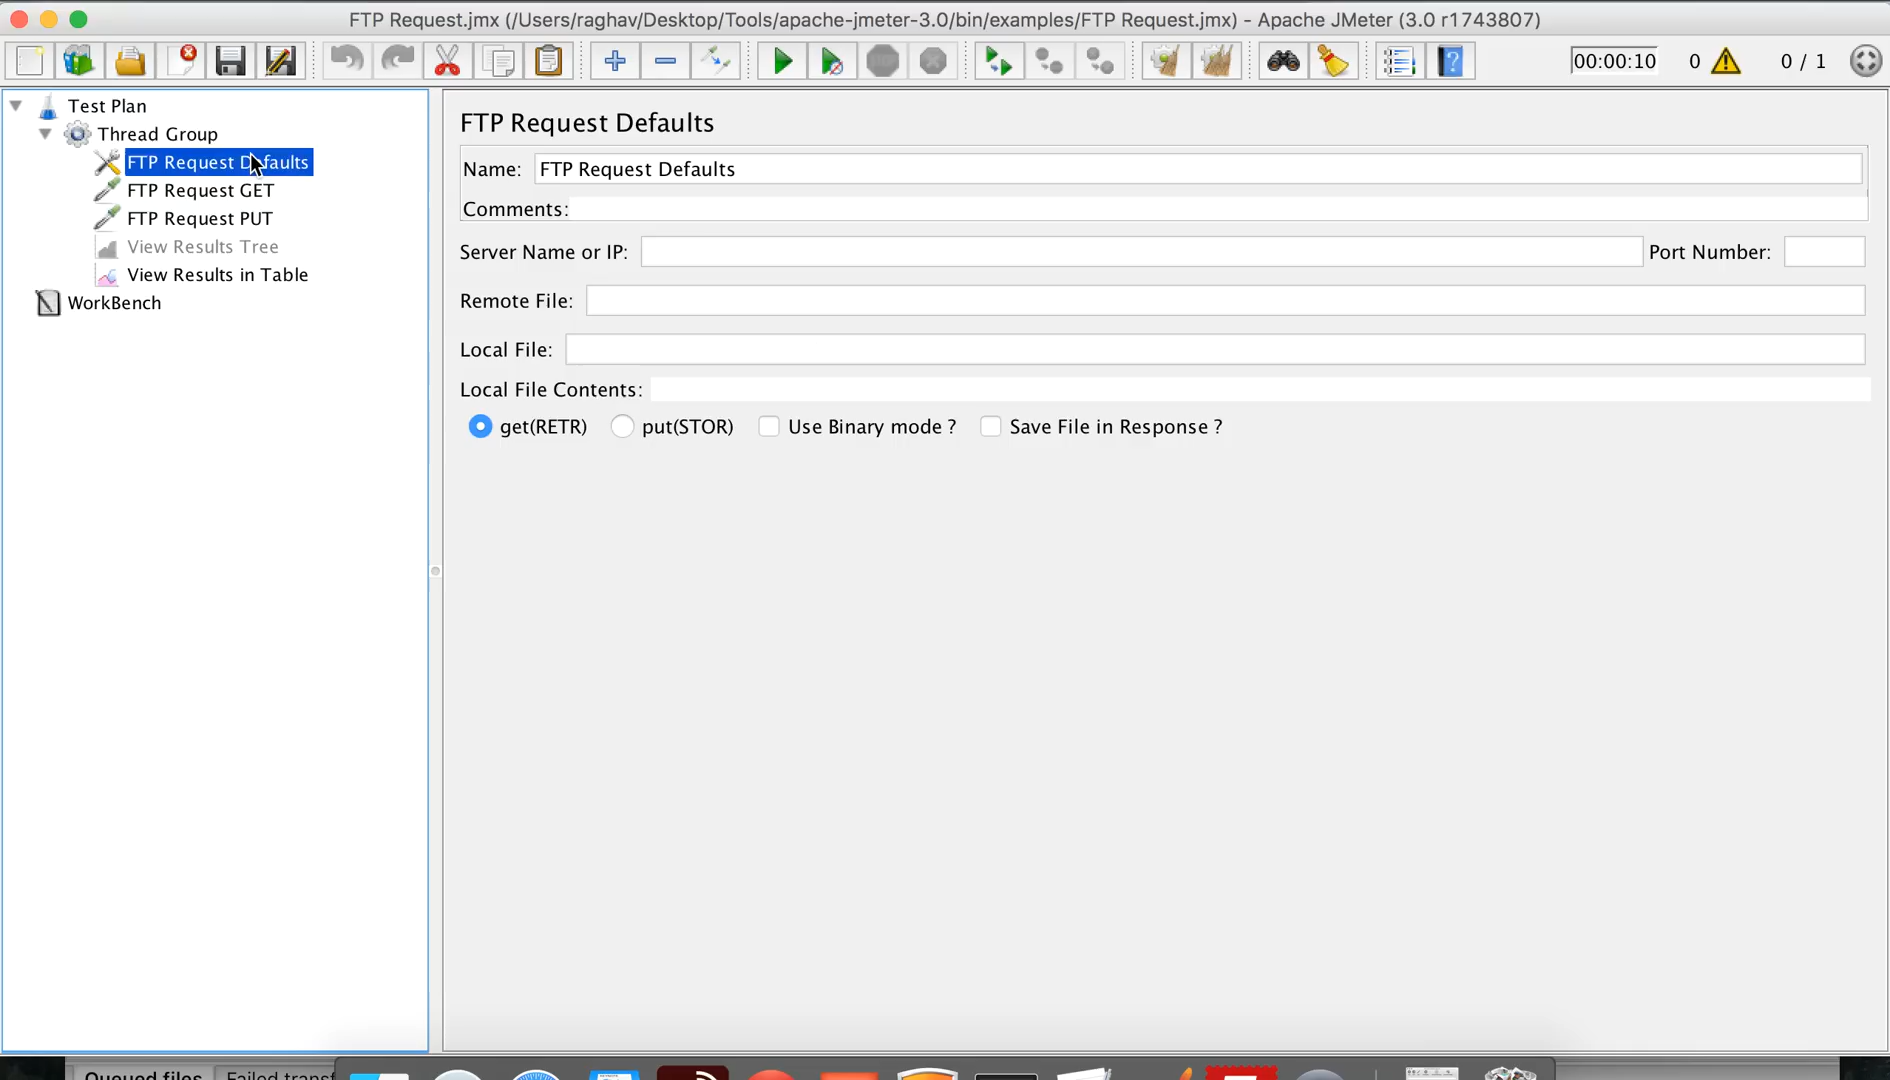 FTP Request.jmx (/Users/raghav/Desktop/Tools/apache-jmeter-3.0/bin/examples/FTP Request.jmx) - Apache JMeter (3.0 r1743807)
00:00:10 0 0 / 1
Test Plan
Thread Group
FTP Request Defaults
FTP Request GET
FTP Request PUT
View Results Tree
View Results in Table
WorkBench
FTP Request Defaults
Name: FTP Request Defaults
Comments:
Server Name or IP: Port Number:
Remote File:
Local File:
Local File Contents:
get(RETR) put(STOR) Use Binary mode ? Save File in Response ?
Queued files Failed transf